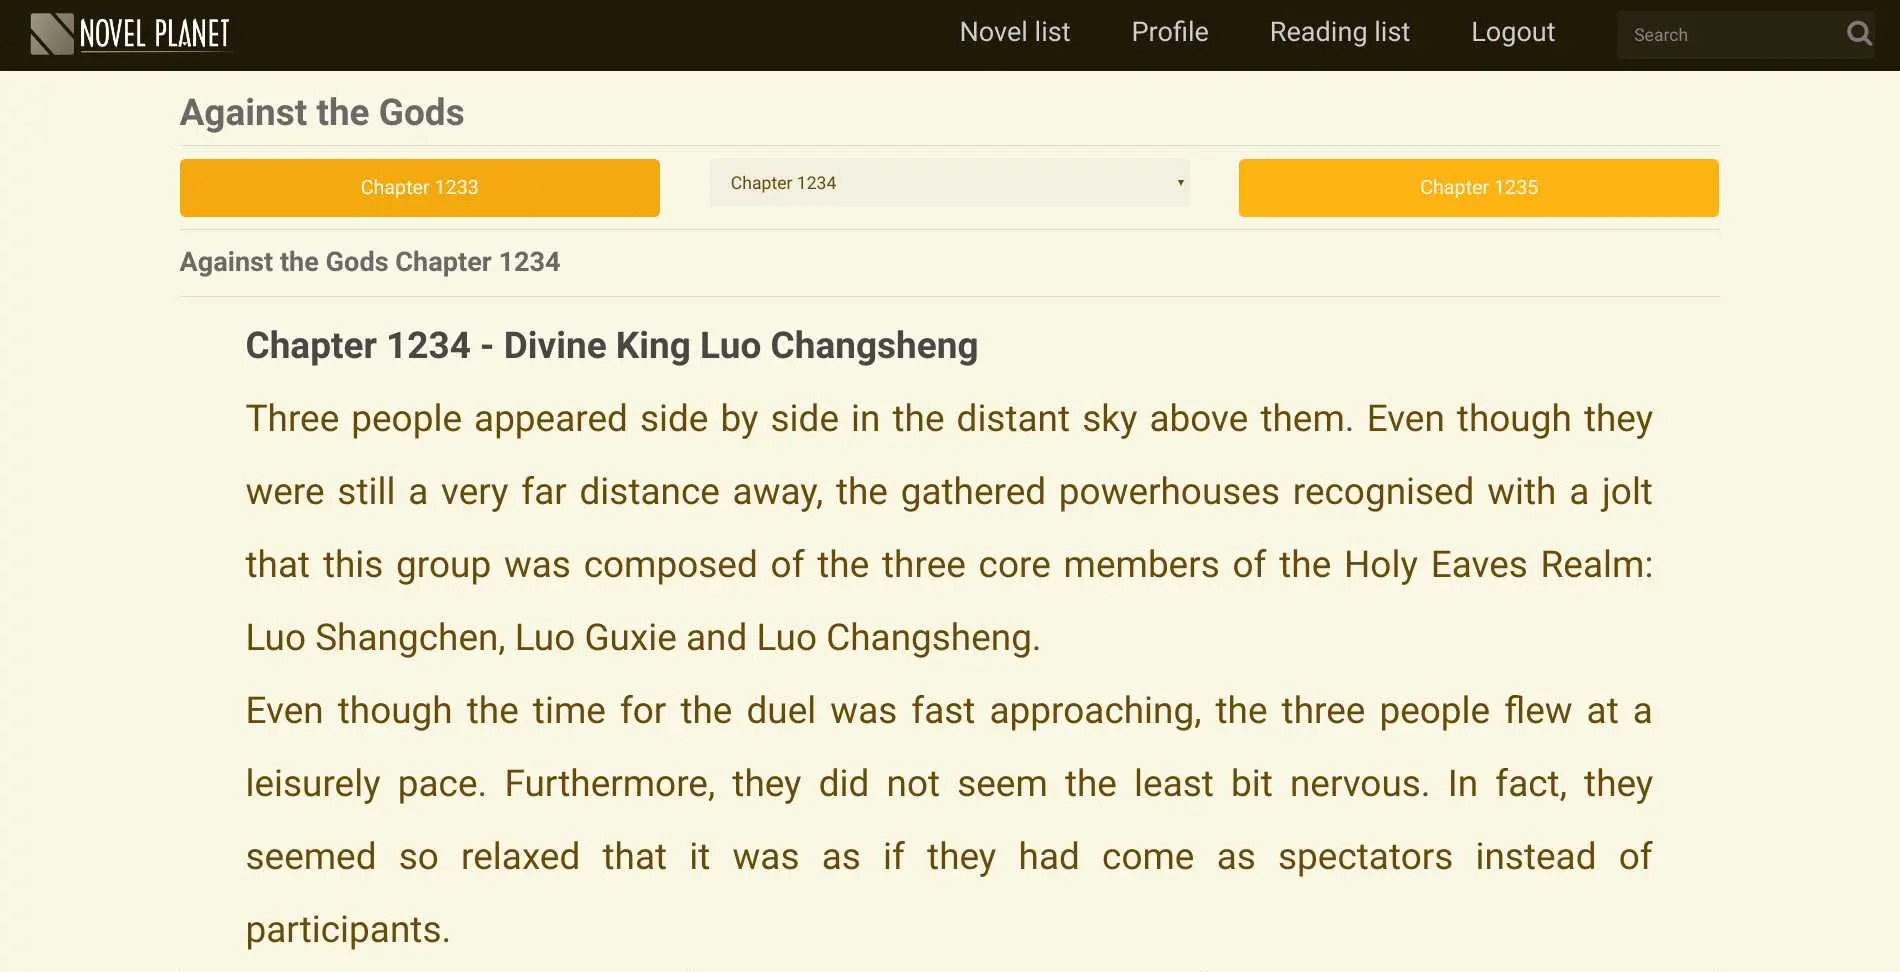 NOVEL PLANET
Novel list
Profile
Reading list
Logout
Search
Against the Gods
Chapter 1233
Chapter 1234
Chapter 1235
Against the Gods Chapter 1234
Chapter 1234 - Divine King Luo Changsheng
Three people appeared side by side in the distant sky above them. Even though they
were still a very far distance away, the gathered powerhouses recognised with a jolt
that this group was composed of the three core members of the Holy Eaves Realm:
Luo Shangchen, Luo Guxie and Luo Changsheng.
Even though the time for the duel was fast approaching, the three people flew at a
leisurely pace. Furthermore, they did not seem the least bit nervous. In fact, they
seemed so relaxed that it was as if they had come as spectators instead of
participants.